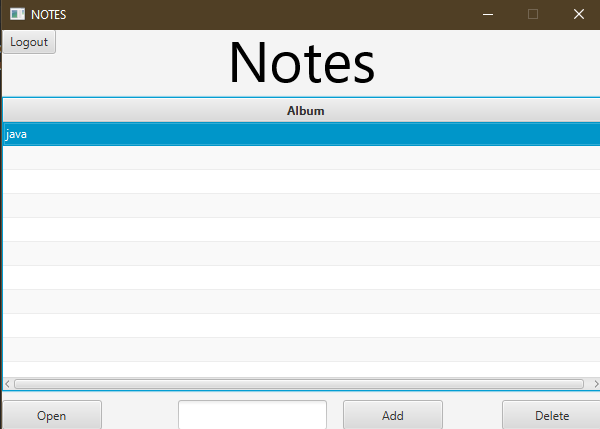 NOTES
Logout
Notes
Album
java
Open
Add
Delete